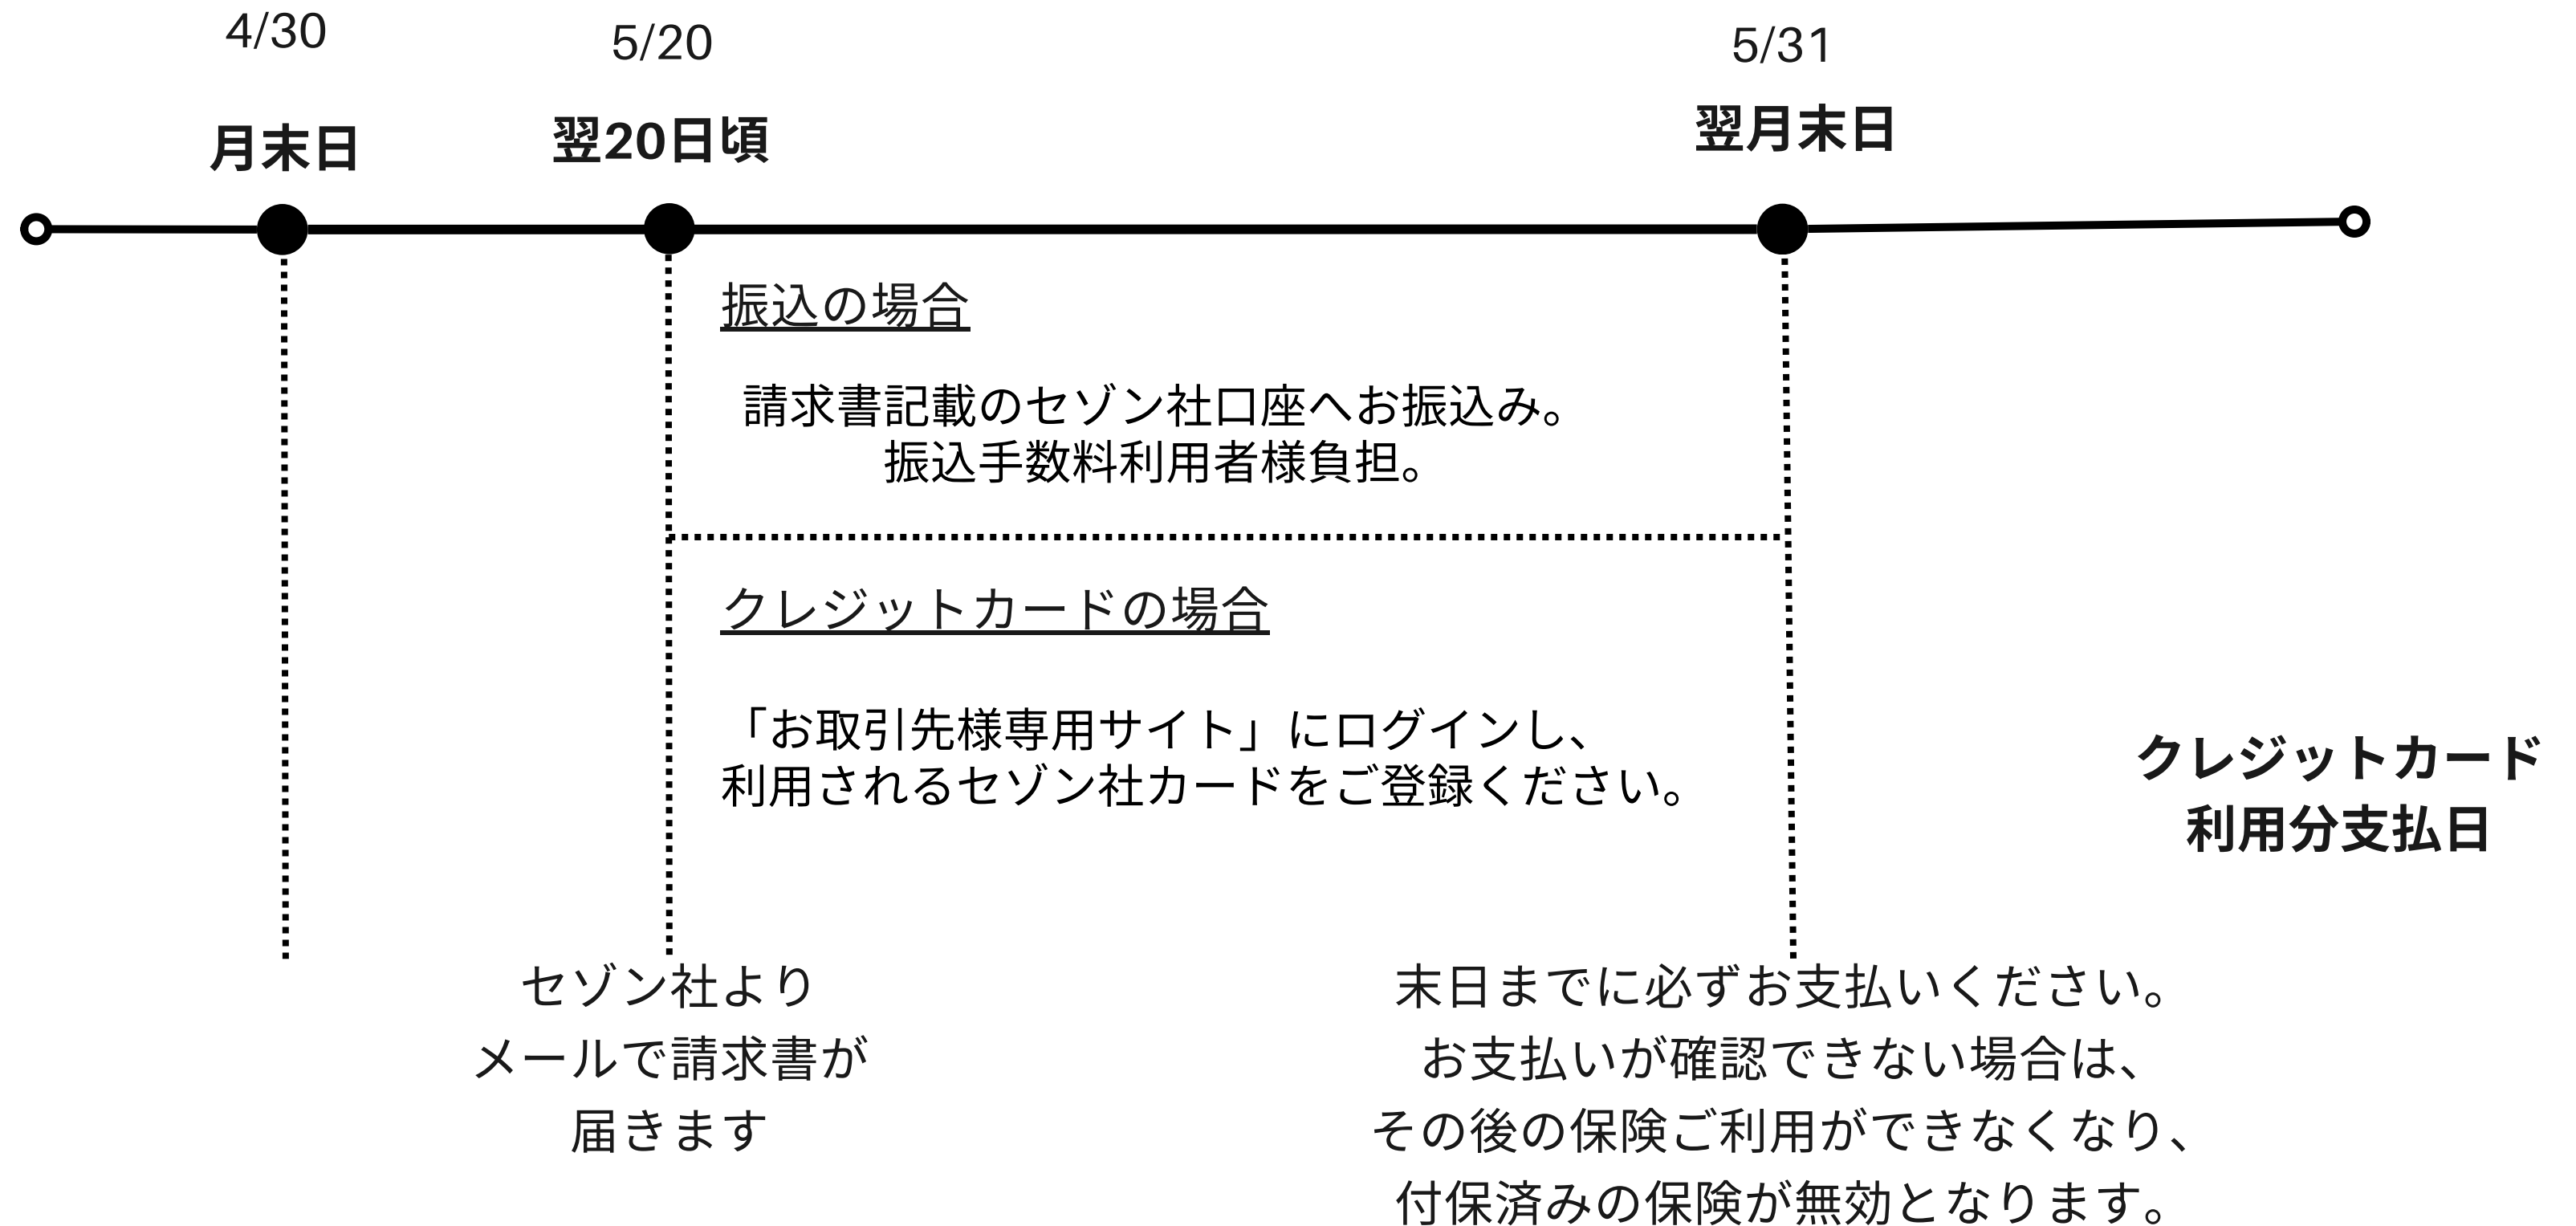 4/30
月末日
5/20
翌20日頃
5/31
翌月末日
振込の場合
請求書記載のセゾン社口座へお振込み。
振込手数料利用者様負担。
クレジットカードの場合
「お取引先様専用サイト」にログインし、
利用されるセゾン社カードをご登録ください。
クレジットカード
利用分支払日
セゾン社より
メールで請求書が
届きます
末日までに必ずお支払いください。
お支払いが確認できない場合は、
その後の保険ご利用ができなくなり、
付保済みの保険が無効となります。